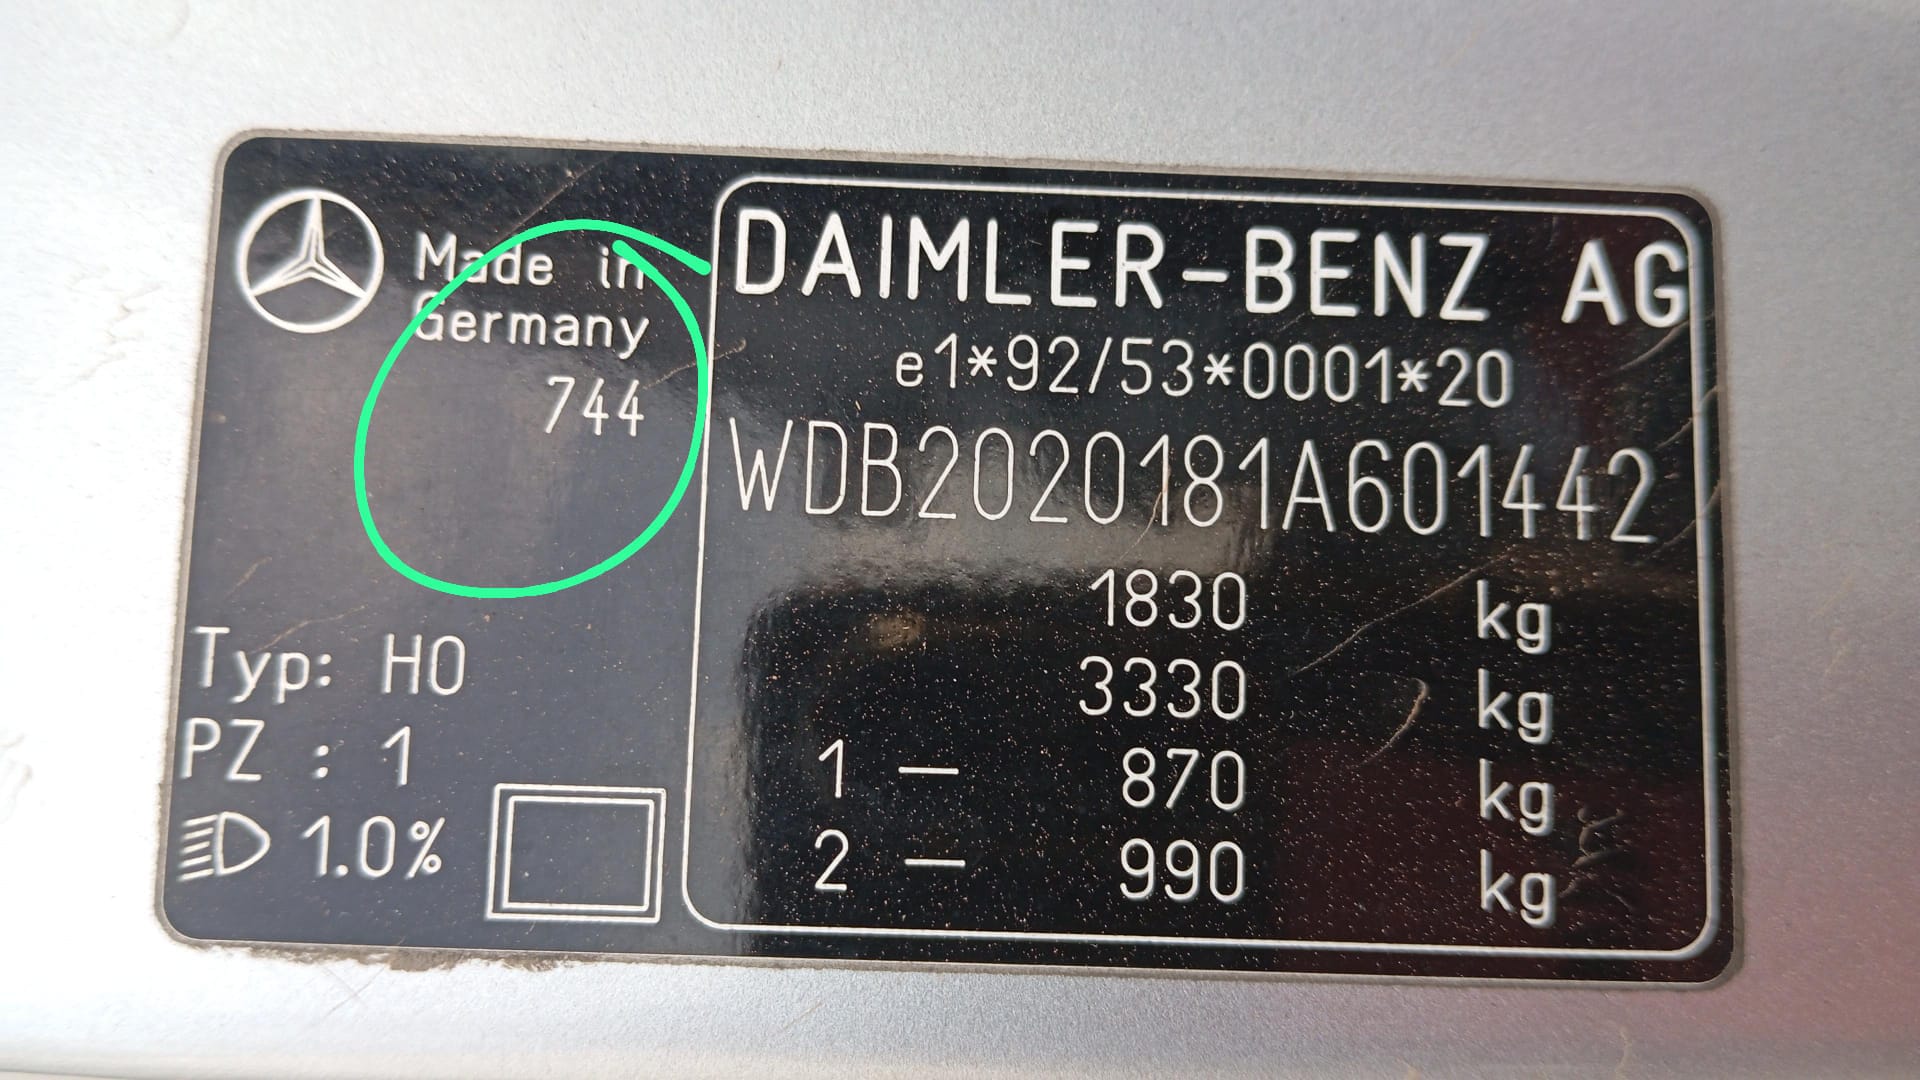 Made in
Germany
744
Typ: HO
PZ : 1
1.0%
DAIMLER-BENZ AG
e1*92/53*0001*20
WDB2020181A601442
1830 kg
3330 kg
1 — 870 kg
2 — 990 kg